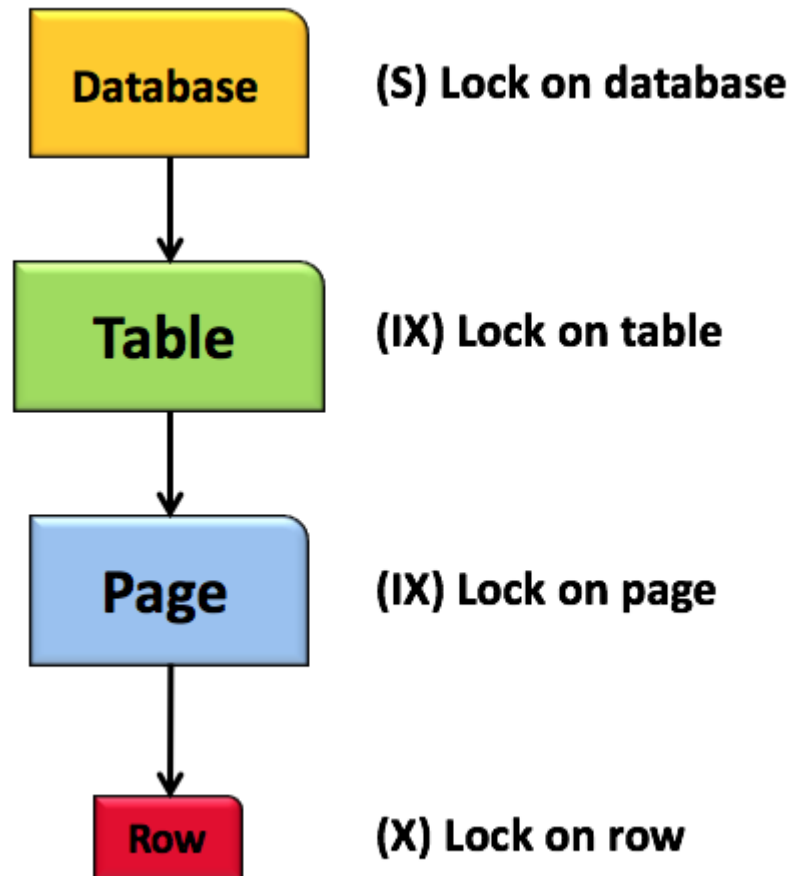 Database
(S) Lock on database
Table
(IX) Lock on table
Page
(IX) Lock on page
Row
(X) Lock on row